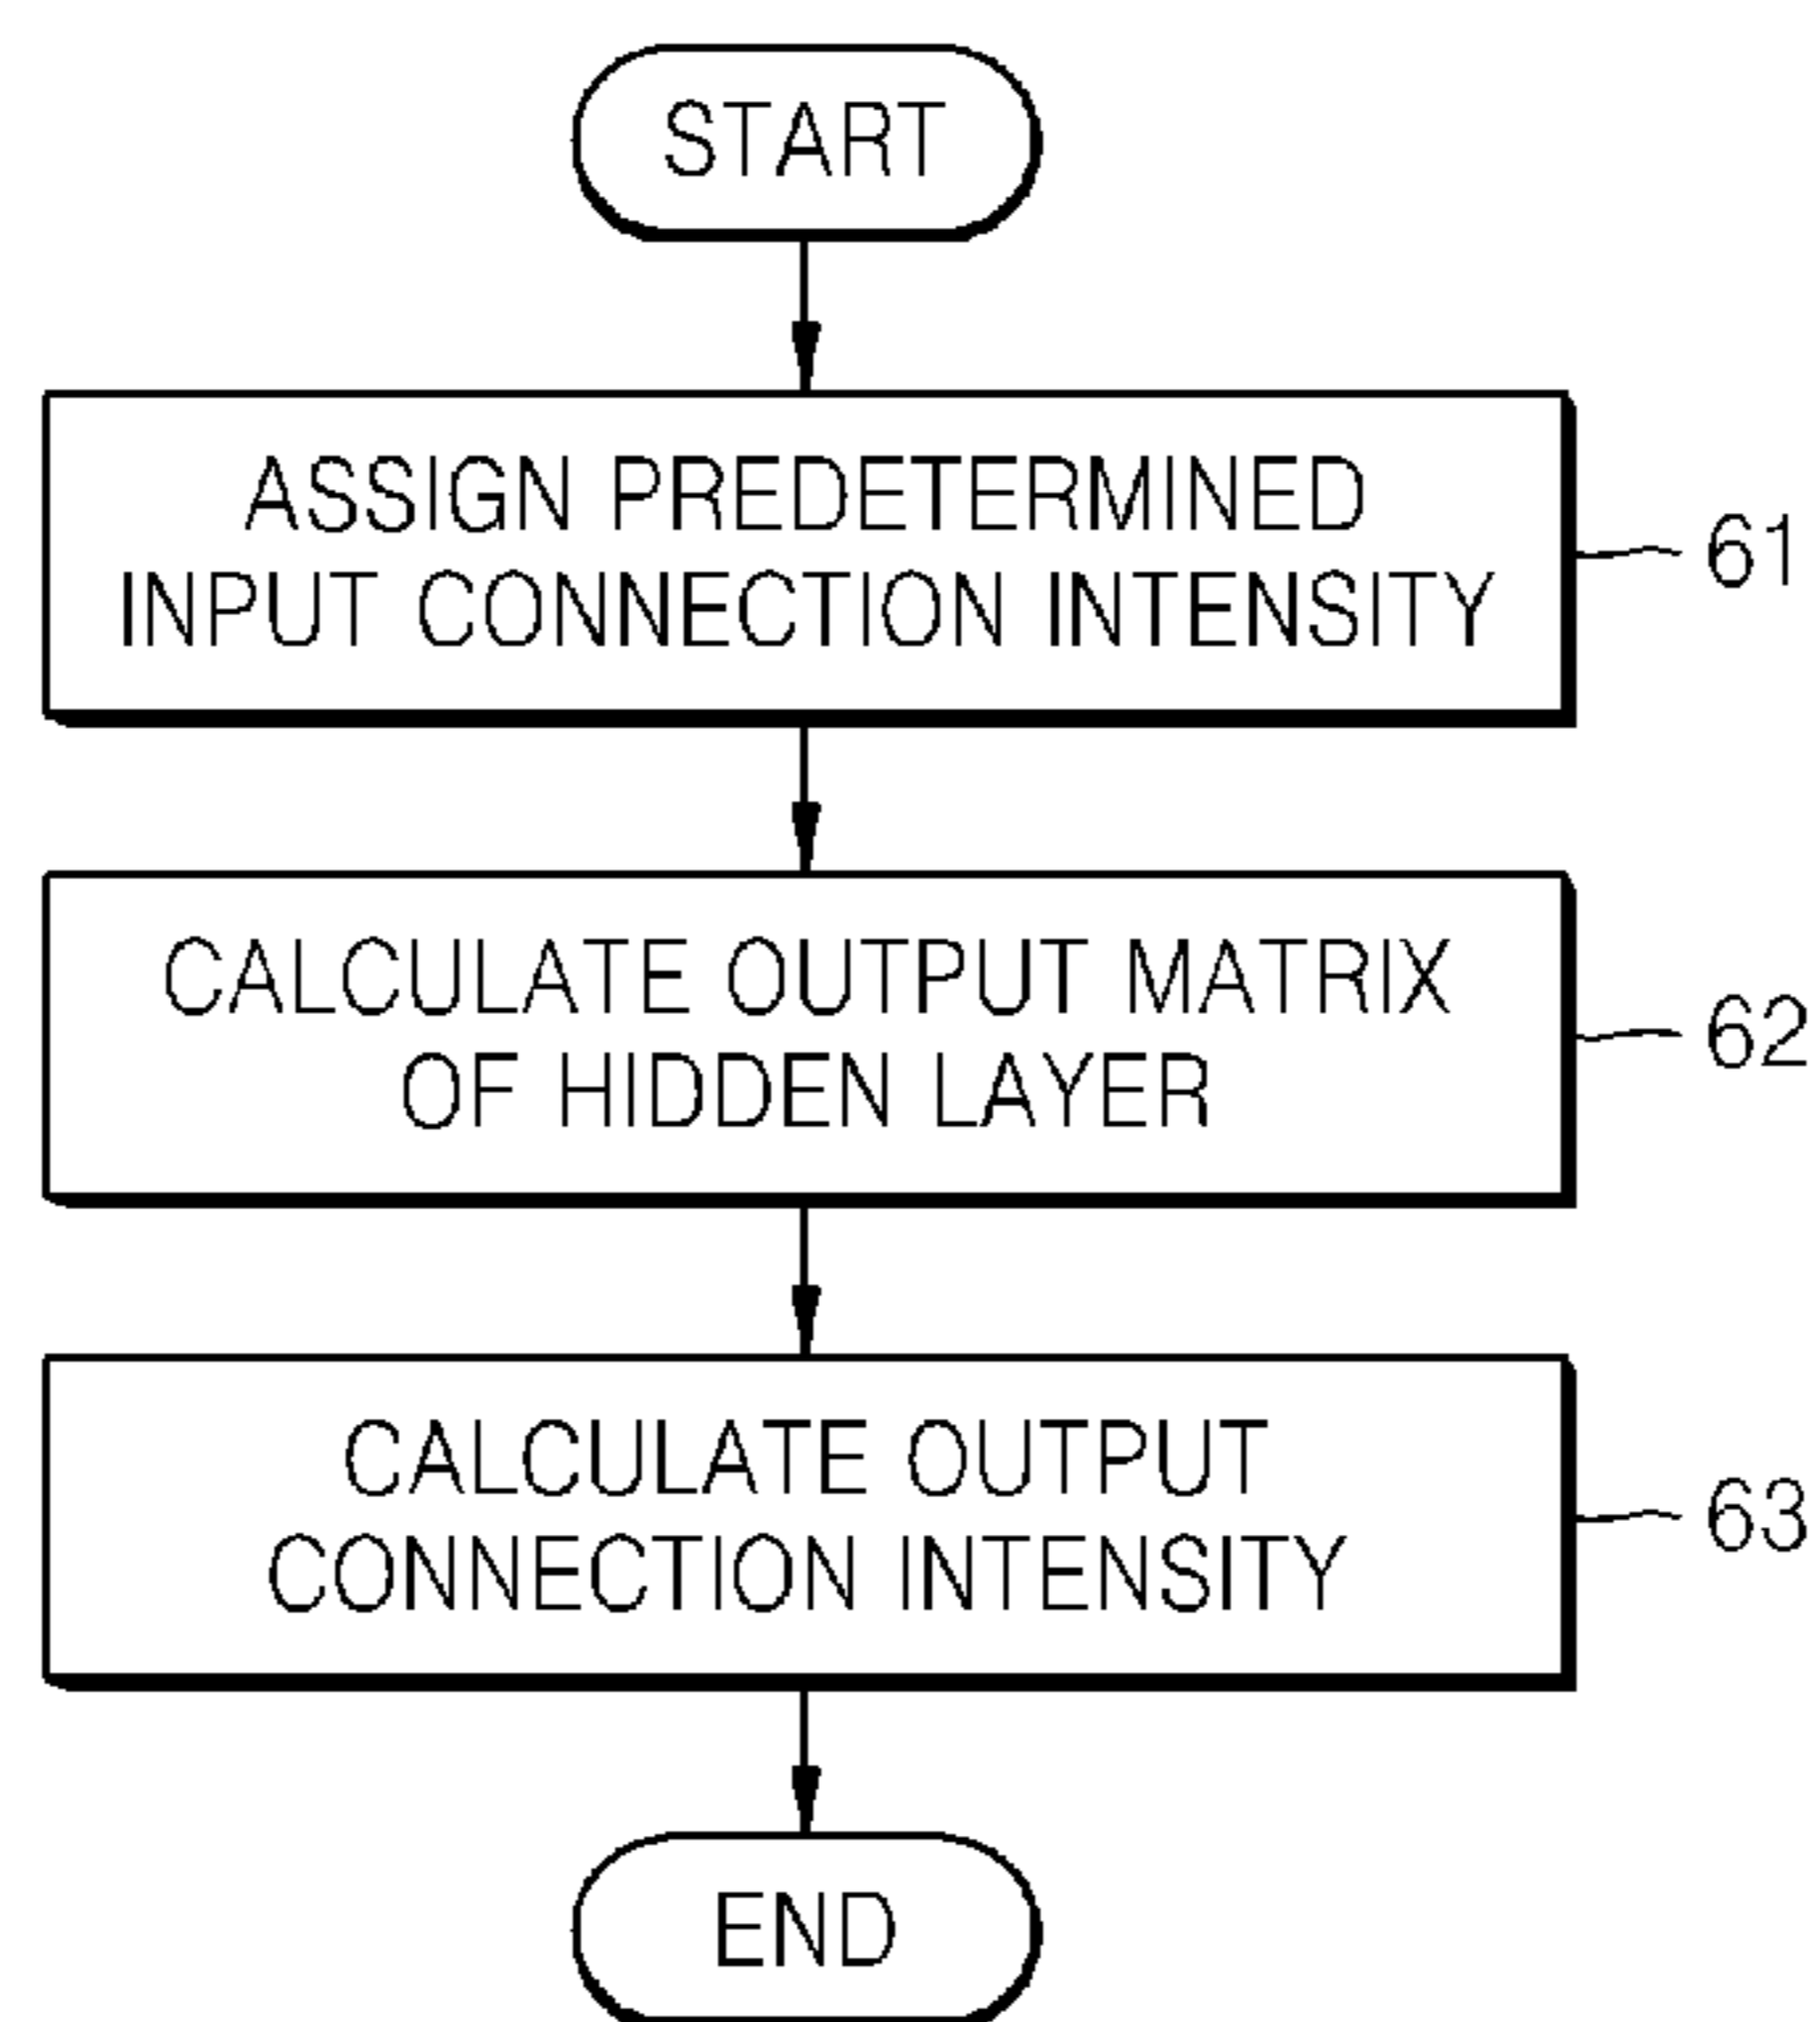 START
ASSIGN PREDETERMINED
INPUT CONNECTION INTENSITY
61
CALCULATE OUTPUT MATRIX
OF HIDDEN LAYER
62
CALCULATE OUTPUT
CONNECTION INTENSITY
63
END